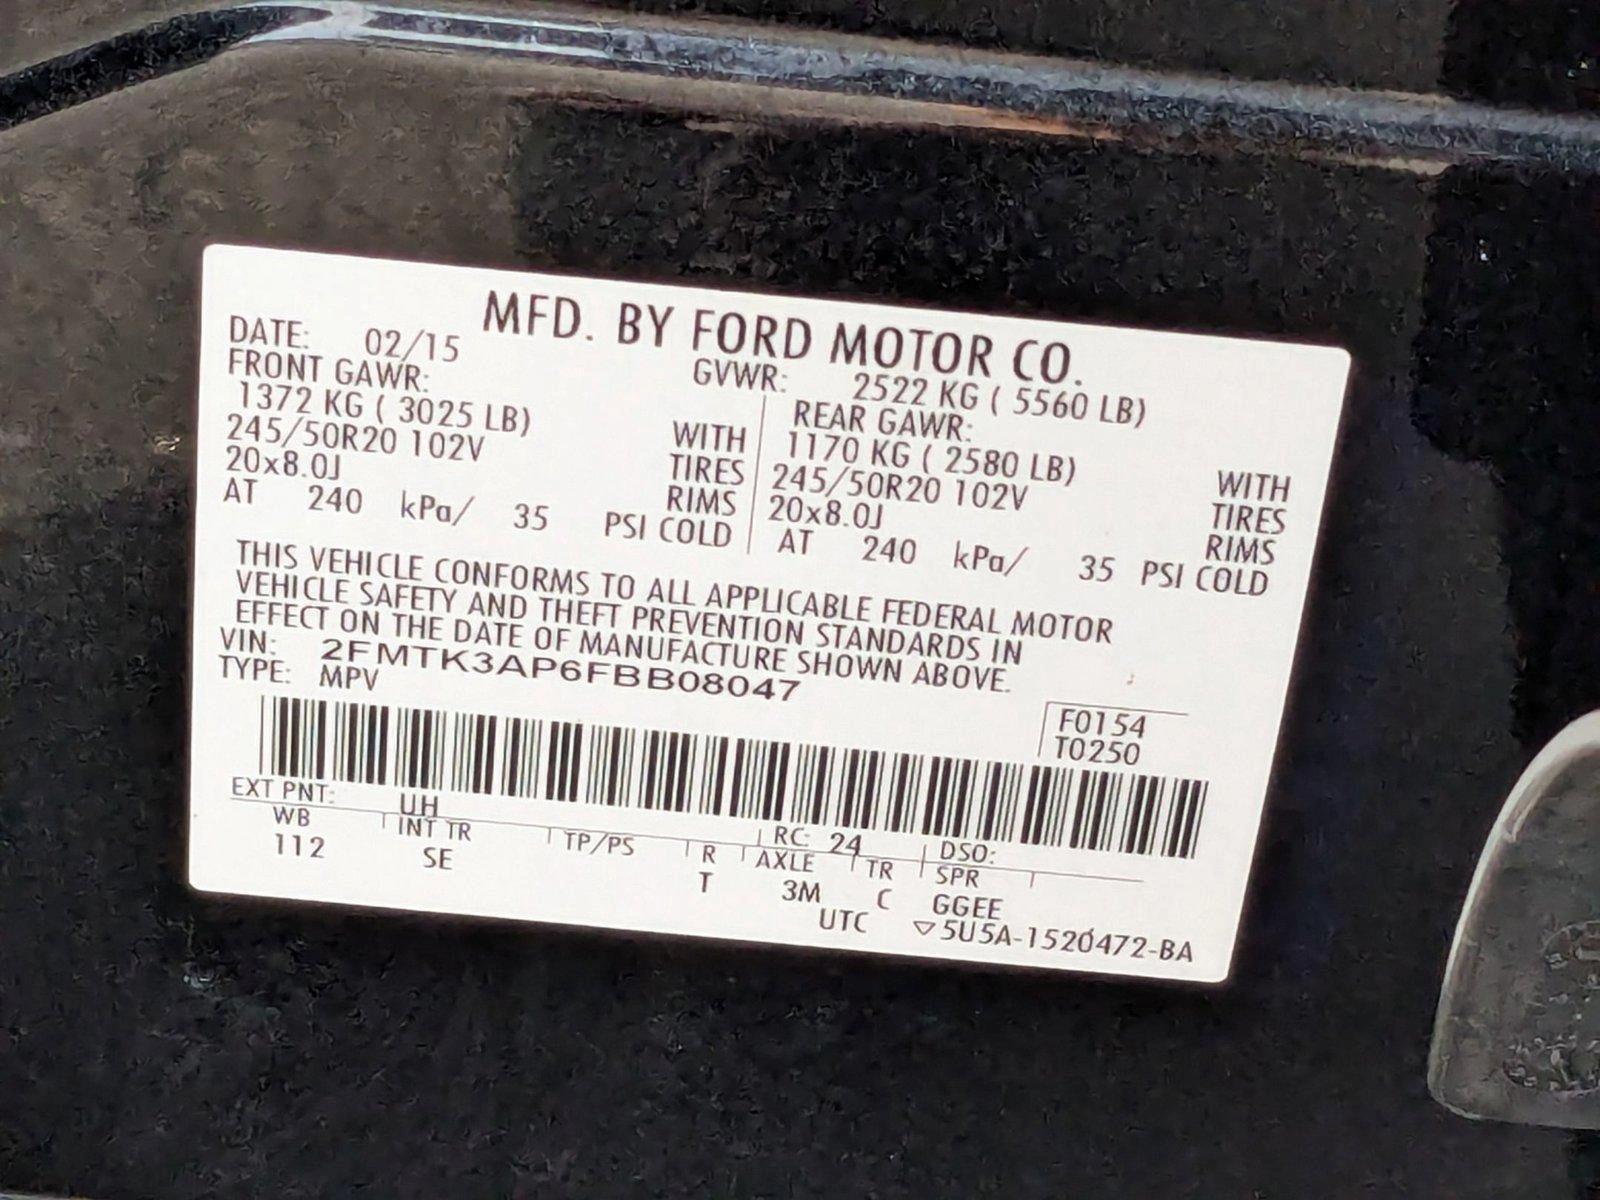 MFD. BY FORD MOTOR CO.
DATE: 02/15 GVWR: 2522 KG ( 5560 LB)
FRONT GAWR: REAR GAWR:
1372 KG ( 3025 LB) WITH 1170 KG ( 2580 LB) WITH
245/50R20 102V TIRES 245/50R20 102V TIRES
20x8.0J RIMS 20x8.0J RIMS
AT 240 kPa/ 35 PSI COLD AT 240 kPa/ 35 PSI COLD
THIS VEHICLE CONFORMS TO ALL APPLICABLE FEDERAL MOTOR
VEHICLE SAFETY AND THEFT PREVENTION STANDARDS IN
EFFECT ON THE DATE OF MANUFACTURE SHOWN ABOVE.
VIN: 2FMTK3AP6FBB08047
TYPE: MPV
F0154
T0250
EXT PNT: UH RC: 24 DSO:
WB INT TR TP/PS R AXLE TR SPR
112 SE T 3M C GGEE
UTC ▽5U5A-1520472-BA